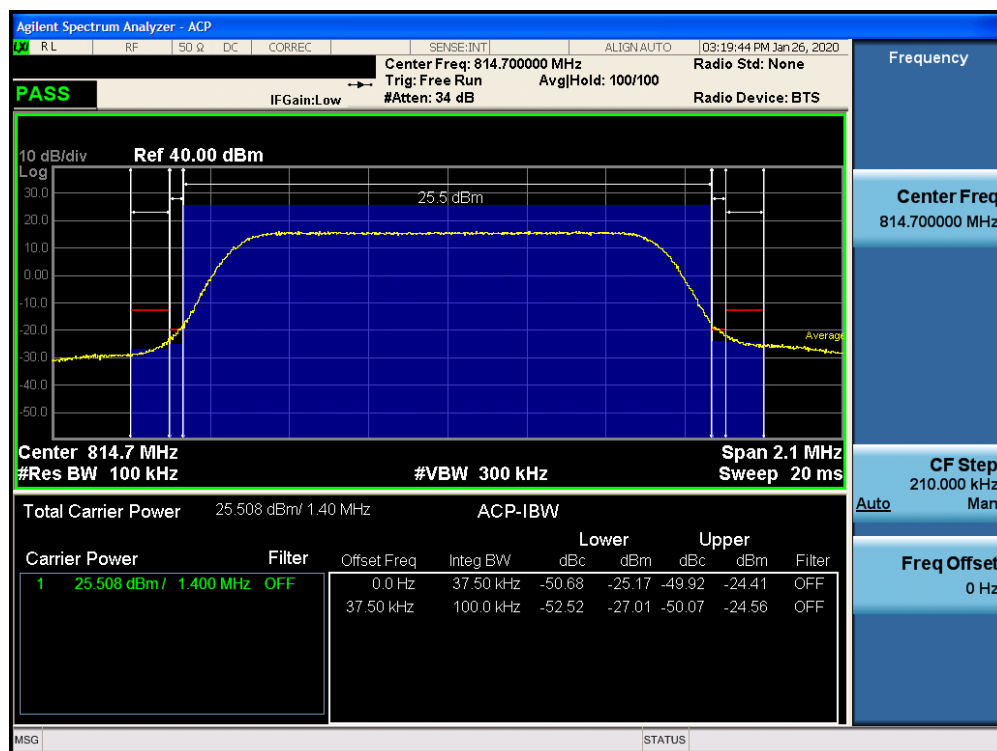 Agilent Spectrum Analyzer - ACP
LXI RL RF 50 Ω DC CORREC SENSE:INT ALIGN AUTO 03:19:44 PM Jan 26, 2020
Center Freq: 814.700000 MHz Radio Std: None
Trig: Free Run Avg|Hold: 100/100
PASS IFGain:Low #Atten: 34 dB Radio Device: BTS
10 dB/div Ref 40.00 dBm
Log
30.0
20.0
10.0
0.00
-10.0
-20.0
-30.0
-40.0
-50.0
25.5 dBm
Average
Center 814.7 MHz Span 2.1 MHz
#Res BW 100 kHz #VBW 300 kHz Sweep 20 ms
Total Carrier Power 25.508 dBm/ 1.40 MHz ACP-IBW
Lower Upper
Carrier Power Filter Offset Freq Integ BW dBc dBm dBc dBm Filter
1 25.508 dBm / 1.400 MHz OFF 0.0 Hz 37.50 kHz -50.68 -25.17 -49.92 -24.41 OFF
37.50 kHz 100.0 kHz -52.52 -27.01 -50.07 -24.56 OFF
Frequency
Center Freq
814.700000 MHz
CF Step
210.000 kHz
Auto Man
Freq Offset
0 Hz
MSG STATUS